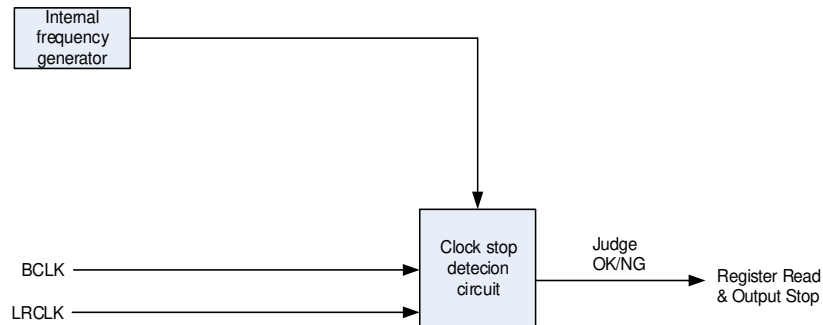 Internal
frequency
generator
Clock stop
detecion
circuit
BCLK
LRCLK
Judge
OK/NG
Register Read
& Output Stop